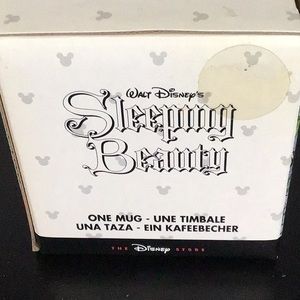 WALT DISNEY'S
Sleeping
Beauty
ONE MUG - UNE TIMBALE
UNA TAZA - EIN KAFEEBECHER
THE DISNEY STORE